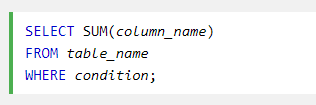 SELECT SUM(column_name)
FROM table_name
WHERE condition;